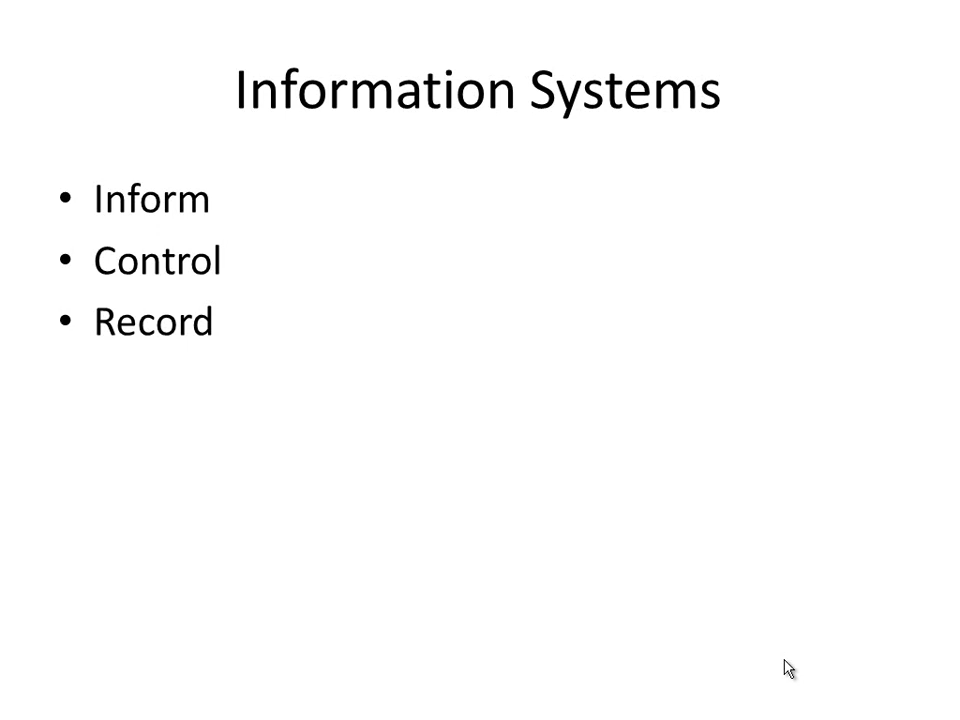 Information Systems
• Inform
• Control
• Record